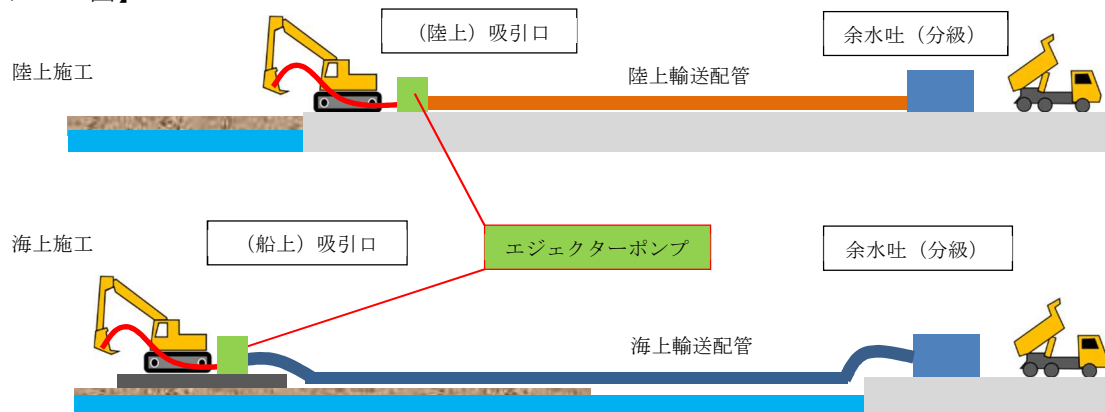 図】
(陸上）吸引口
余水吐（分級）
陸上施工
陸上輸送配管
海上施工
（船上）吸引口
エジェクターポンプ
余水吐（分級）
海上輸送配管